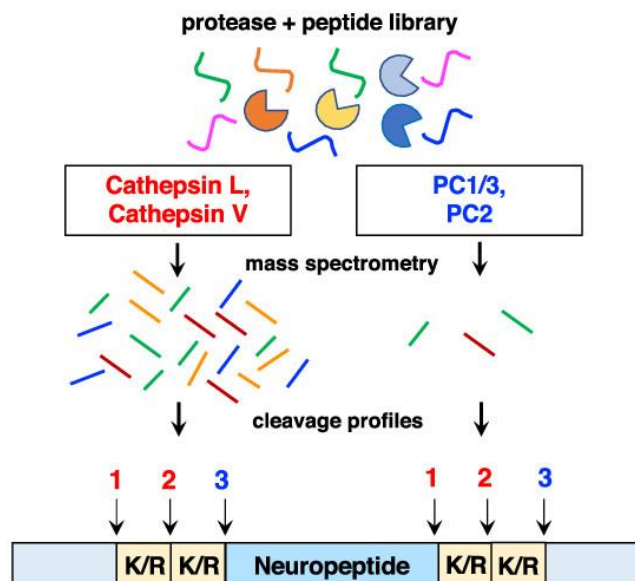 protease + peptide library
Cathepsin L,
Cathepsin V
PC1/3,
PC2
mass spectrometry
cleavage profiles
1 2 3 1 2 3
K/R K/R Neuropeptide K/R K/R